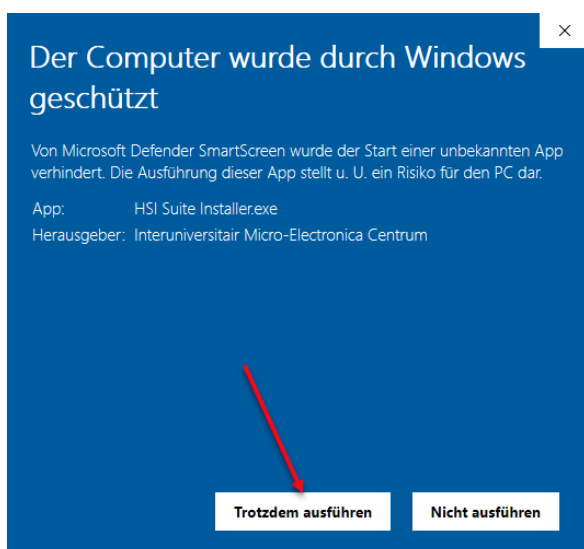 Der Computer wurde durch Windows
geschützt
Von Microsoft Defender SmartScreen wurde der Start einer unbekannten App
verhindert. Die Ausführung dieser App stellt u. U. ein Risiko für den PC dar.
App: HSI Suite Installer.exe
Herausgeber: Interuniversitair Micro-Electronica Centrum
Trotzdem ausführen Nicht ausführen